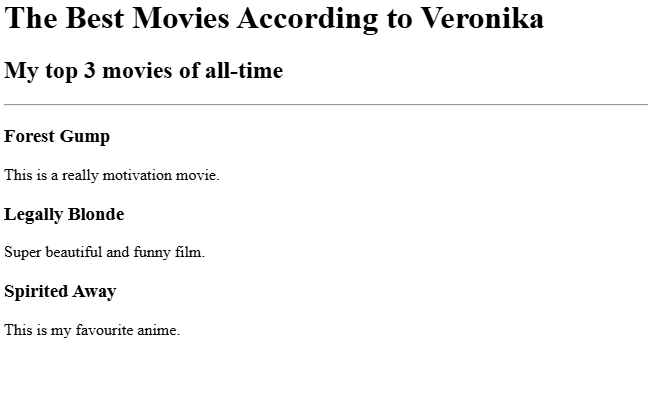 The Best Movies According to Veronika
My top 3 movies of all-time
Forest Gump
This is a really motivation movie.
Legally Blonde
Super beautiful and funny film.
Spirited Away
This is my favourite anime.